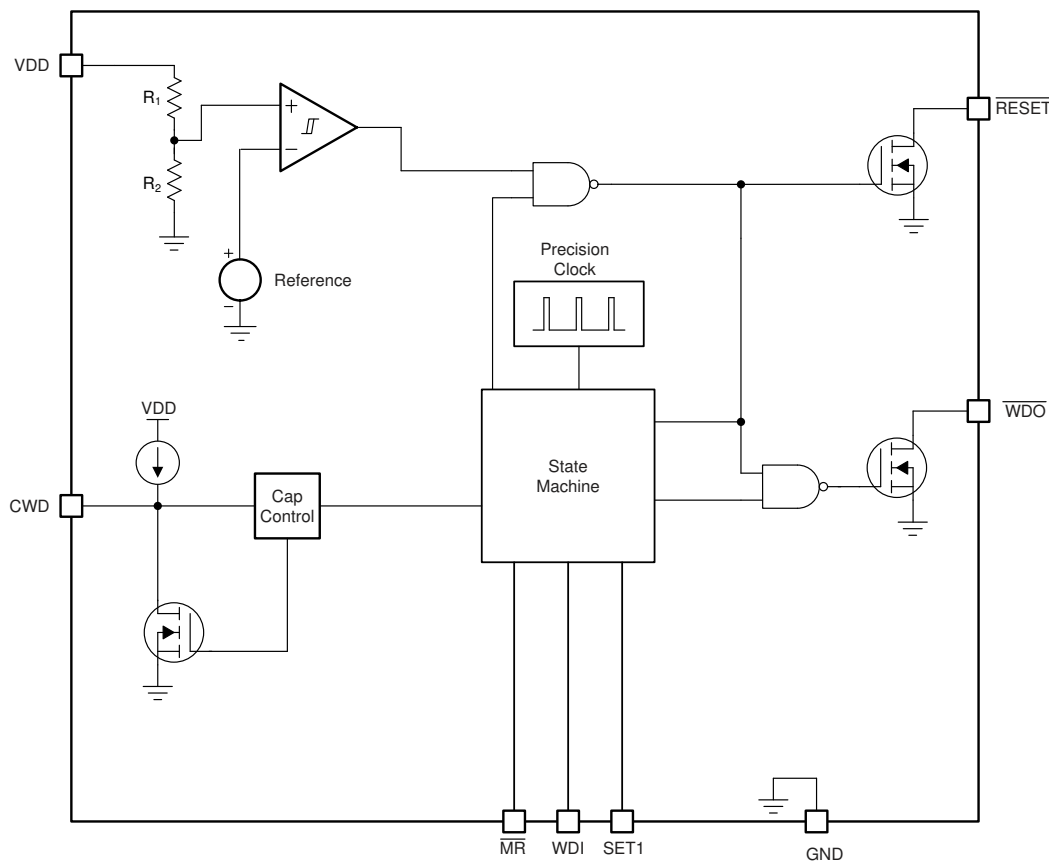 VDD
R1
R2
+
−
+
−
Reference
RESET
Precision
Clock
VDD
WDO
State
Machine
Cap
Control
CWD
MR
WDI
SET1
GND